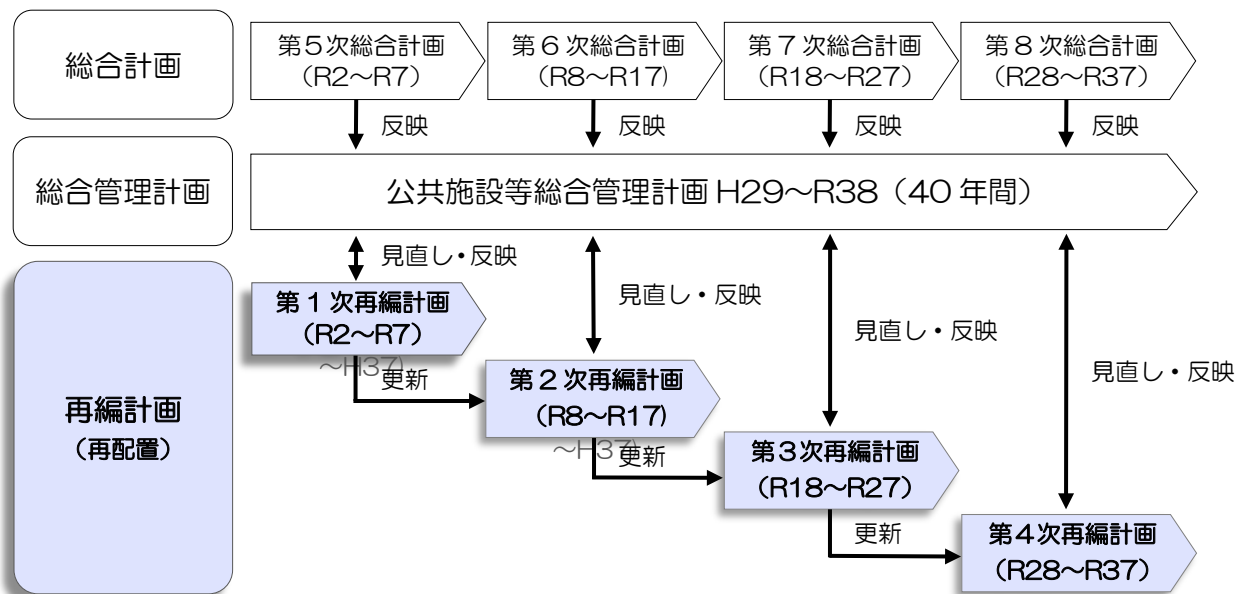 総合計画
第5次総合計画
（R2～R7）
第6次総合計画
（R8～R17)
第7次総合計画
（R18～R27）
第8次総合計画
（R28～R37）
反映
反映
反映
反映
総合管理計画
公共施設等総合管理計画 H29～R38（40年間）
見直し・反映
見直し・反映
見直し・反映
見直し・反映
再編計画
（再配置）
第1次再編計画
（R2～R7）
～H37)
更新
第2次再編計画
（R8～R17)
～H37)
更新
第3次再編計画
（R18～R27）
更新
第4次再編計画
（R28～R37）